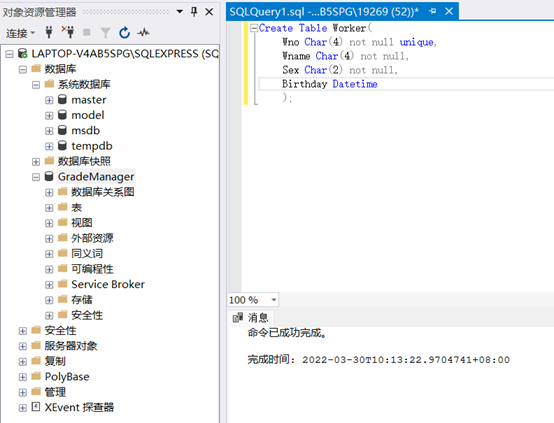 对象资源管理器
连接
LAPTOP-V4AB5SPG\SQLEXPRESS (SQ
数据库
系统数据库
master
model
msdb
tempdb
数据库快照
GradeManager
数据库关系图
表
视图
外部资源
同义词
可编程性
Service Broker
存储
安全性
安全性
服务器对象
复制
PolyBase
管理
XEvent 探查器
SQLQuery1.sql -...B5SPG\19269 (52))*
Create Table Worker(
Wno Char(4) not null unique,
Wname Char(4) not null,
Sex Char(2) not null,
Birthday Datetime
);
100 %
消息
命令已成功完成。
完成时间: 2022-03-30T10:13:22.9704741+08:00